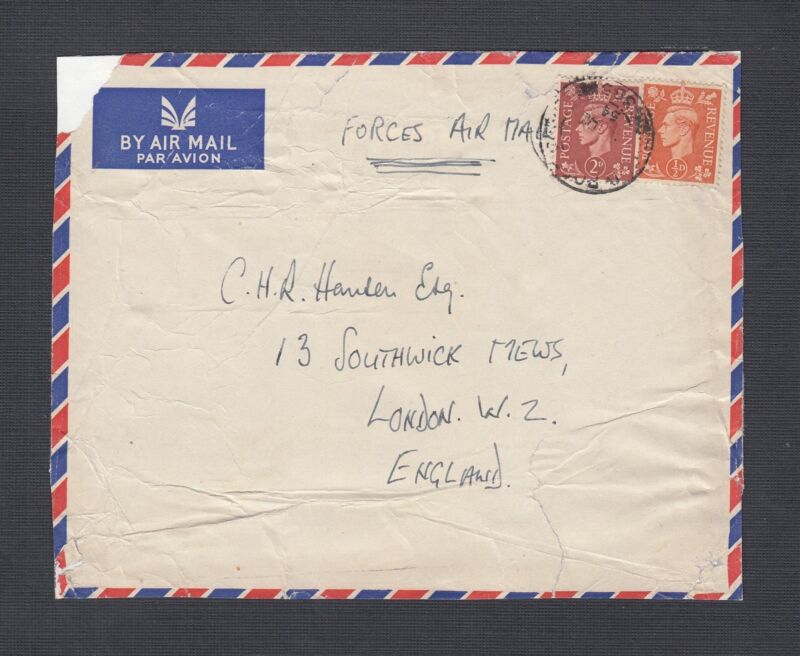 BY AIR MAIL
PAR AVION
FORCES AIR MAIL
POSTAGE REVENUE
2D
REVENUE
½D
C.H.R. Hansen Esq.
13 SOUTHWICK MEWS,
LONDON. W. 2.
ENGLAND.